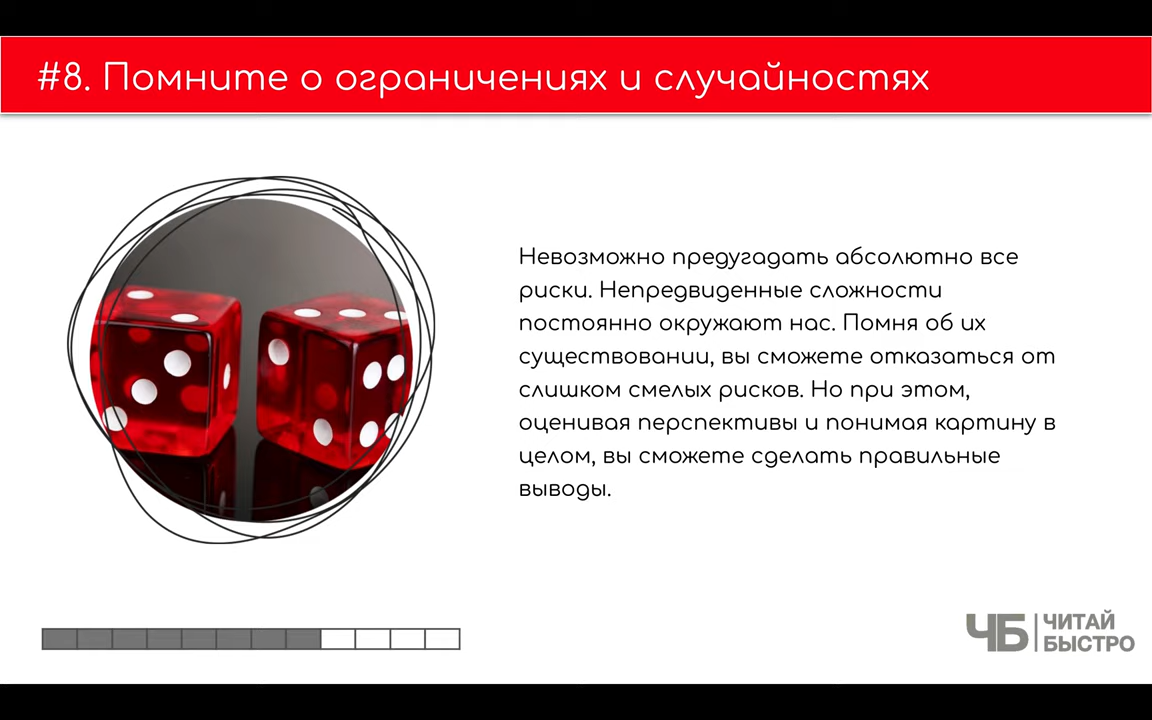 #8. Помните о ограничениях и случайностях
Невозможно предугадать абсолютно все
риски. Непредвиденные сложности
постоянно окружают нас. Помня об их
существовании, вы сможете отказаться от
слишком смелых рисков. Но при этом,
оценивая перспективы и понимая картину в
целом, вы сможете сделать правильные
выводы.
ЧБ
ЧИТАЙ
БЫСТРО